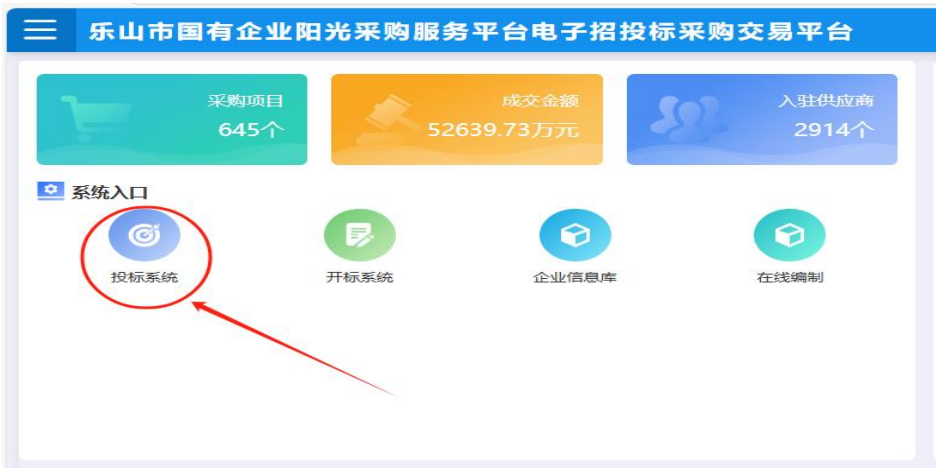 乐山市国有企业阳光采购服务平台电子招投标采购交易平台
采购项目
645个
成交金额
52639.73万元
入驻供应商
2914个
系统入口
投标系统
开标系统
企业信息库
在线编制